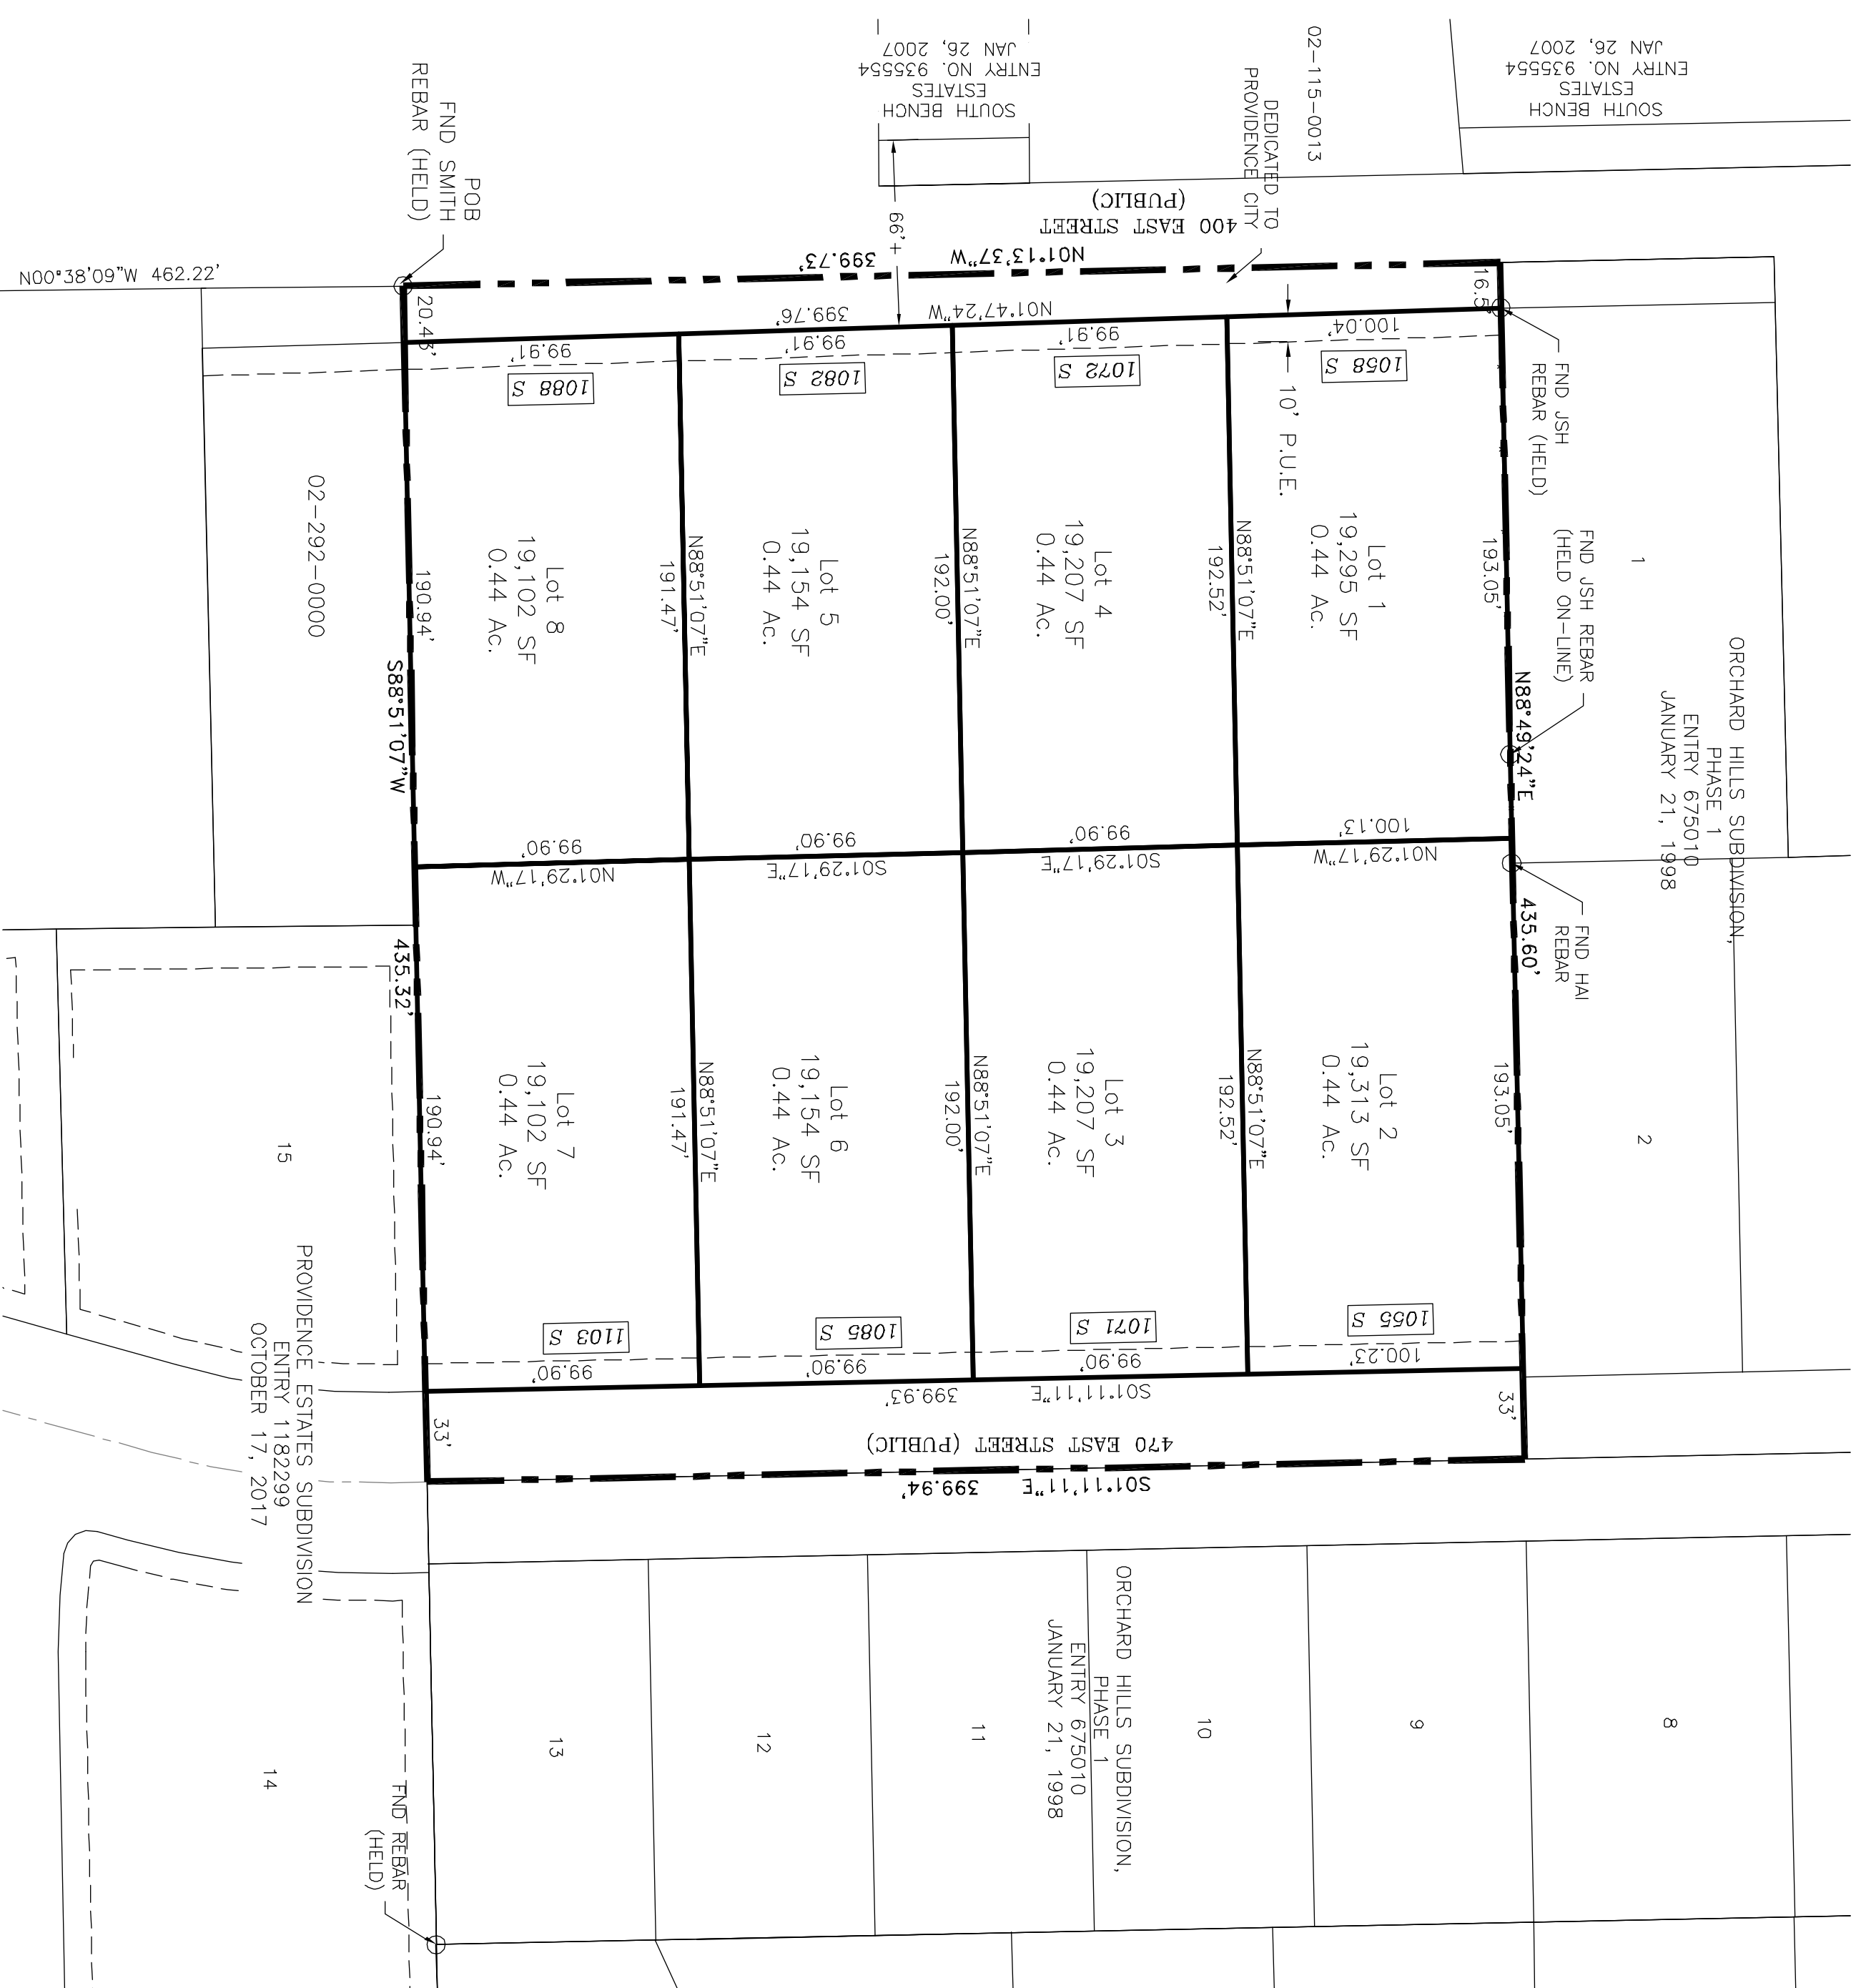 SOUTH BENCH
ESTATES
ENTRY NO. 935554
JAN 26, 2007
SOUTH BENCH
ESTATES
ENTRY NO. 935554
JAN 26, 2007
02-115-0013
DEDICATED TO
PROVIDENCE CITY
400 EAST STREET
(PUBLIC)
66'+
POB
FND SMITH
REBAR (HELD)
N00°38'09"W 462.22'
N01°13'37"W
399.73'
N01°47'24"W
399.76'
20.43'
16.5'
99.91'
99.91'
99.91'
100.04'
1088 S
1082 S
1072 S
1058 S
10' P.U.E.
FND JSH
REBAR (HELD)
FND JSH REBAR
(HELD ON-LINE)
1
ORCHARD HILLS SUBDIVISION,
PHASE 1
ENTRY 675010
JANUARY 21, 1998
02-292-0000
Lot 8
19,102 SF
0.44 Ac.
190.94'
S88°51'07"W
435.32'
N88°51'07"E
191.47'
Lot 5
19,154 SF
0.44 Ac.
N88°51'07"E
192.00'
Lot 4
19,207 SF
0.44 Ac.
N88°51'07"E
192.52'
Lot 1
19,295 SF
0.44 Ac.
193.05'
N88°49'24"E
435.60'
99.90'
N01°29'17"W
99.90'
S01°29'17"E
99.90'
S01°29'17"E
100.13'
N01°29'17"W
FND HAI
REBAR
2
Lot 7
19,102 SF
0.44 Ac.
190.94'
N88°51'07"E
191.47'
Lot 6
19,154 SF
0.44 Ac.
N88°51'07"E
192.00'
Lot 3
19,207 SF
0.44 Ac.
N88°51'07"E
192.52'
Lot 2
19,313 SF
0.44 Ac.
193.05'
1103 S
1085 S
1071 S
1055 S
99.90'
99.90'
99.90'
100.23'
S01°11'11"E
399.93'
33'
33'
470 EAST STREET (PUBLIC)
S01°11'11"E
399.94'
15
PROVIDENCE ESTATES SUBDIVISION
ENTRY 1182299
OCTOBER 17, 2017
14
FND REBAR
(HELD)
13
12
11
ORCHARD HILLS SUBDIVISION,
PHASE 1
ENTRY 675010
JANUARY 21, 1998
10
9
8